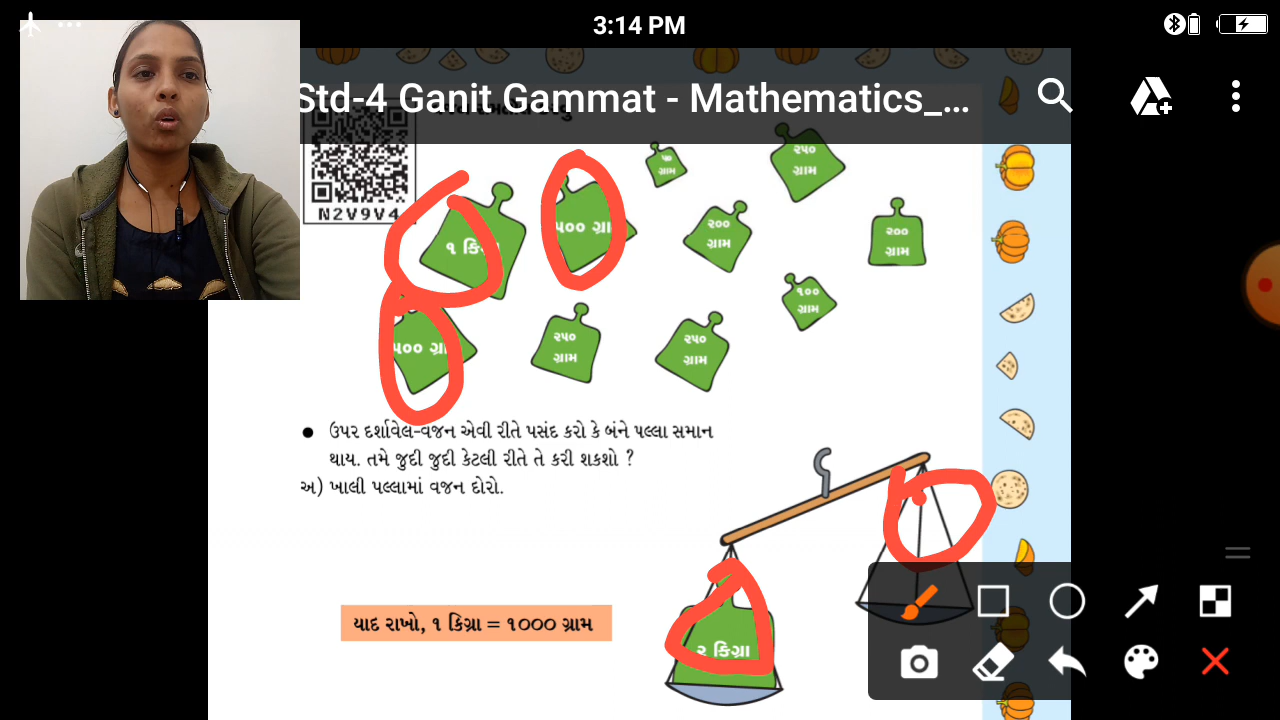 3:14 PM
Std-4 Ganit Gammat - Mathematics_...
N2V9V4
૫૦ ગ્રામ
૨૫૦ ગ્રામ
૧ કિગ્રા
૫૦૦ ગ્રા
૨૦૦ ગ્રામ
૨૦૦ ગ્રામ
૧૦૦ ગ્રામ
૫૦૦ ગ્રા
૨૫૦ ગ્રામ
૨૫૦ ગ્રામ
● ઉપર દર્શાવેલ-વજન એવી રીતે પસંદ કરો કે બંને પલ્લા સમાન
થાય. તમે જુદી જુદી કેટલી રીતે તે કરી શકશો ?
અ) ખાલી પલ્લામાં વજન દોરો.
યાદ રાખો, ૧ કિગ્રા = ૧૦૦૦ ગ્રામ
૨ કિગ્રા